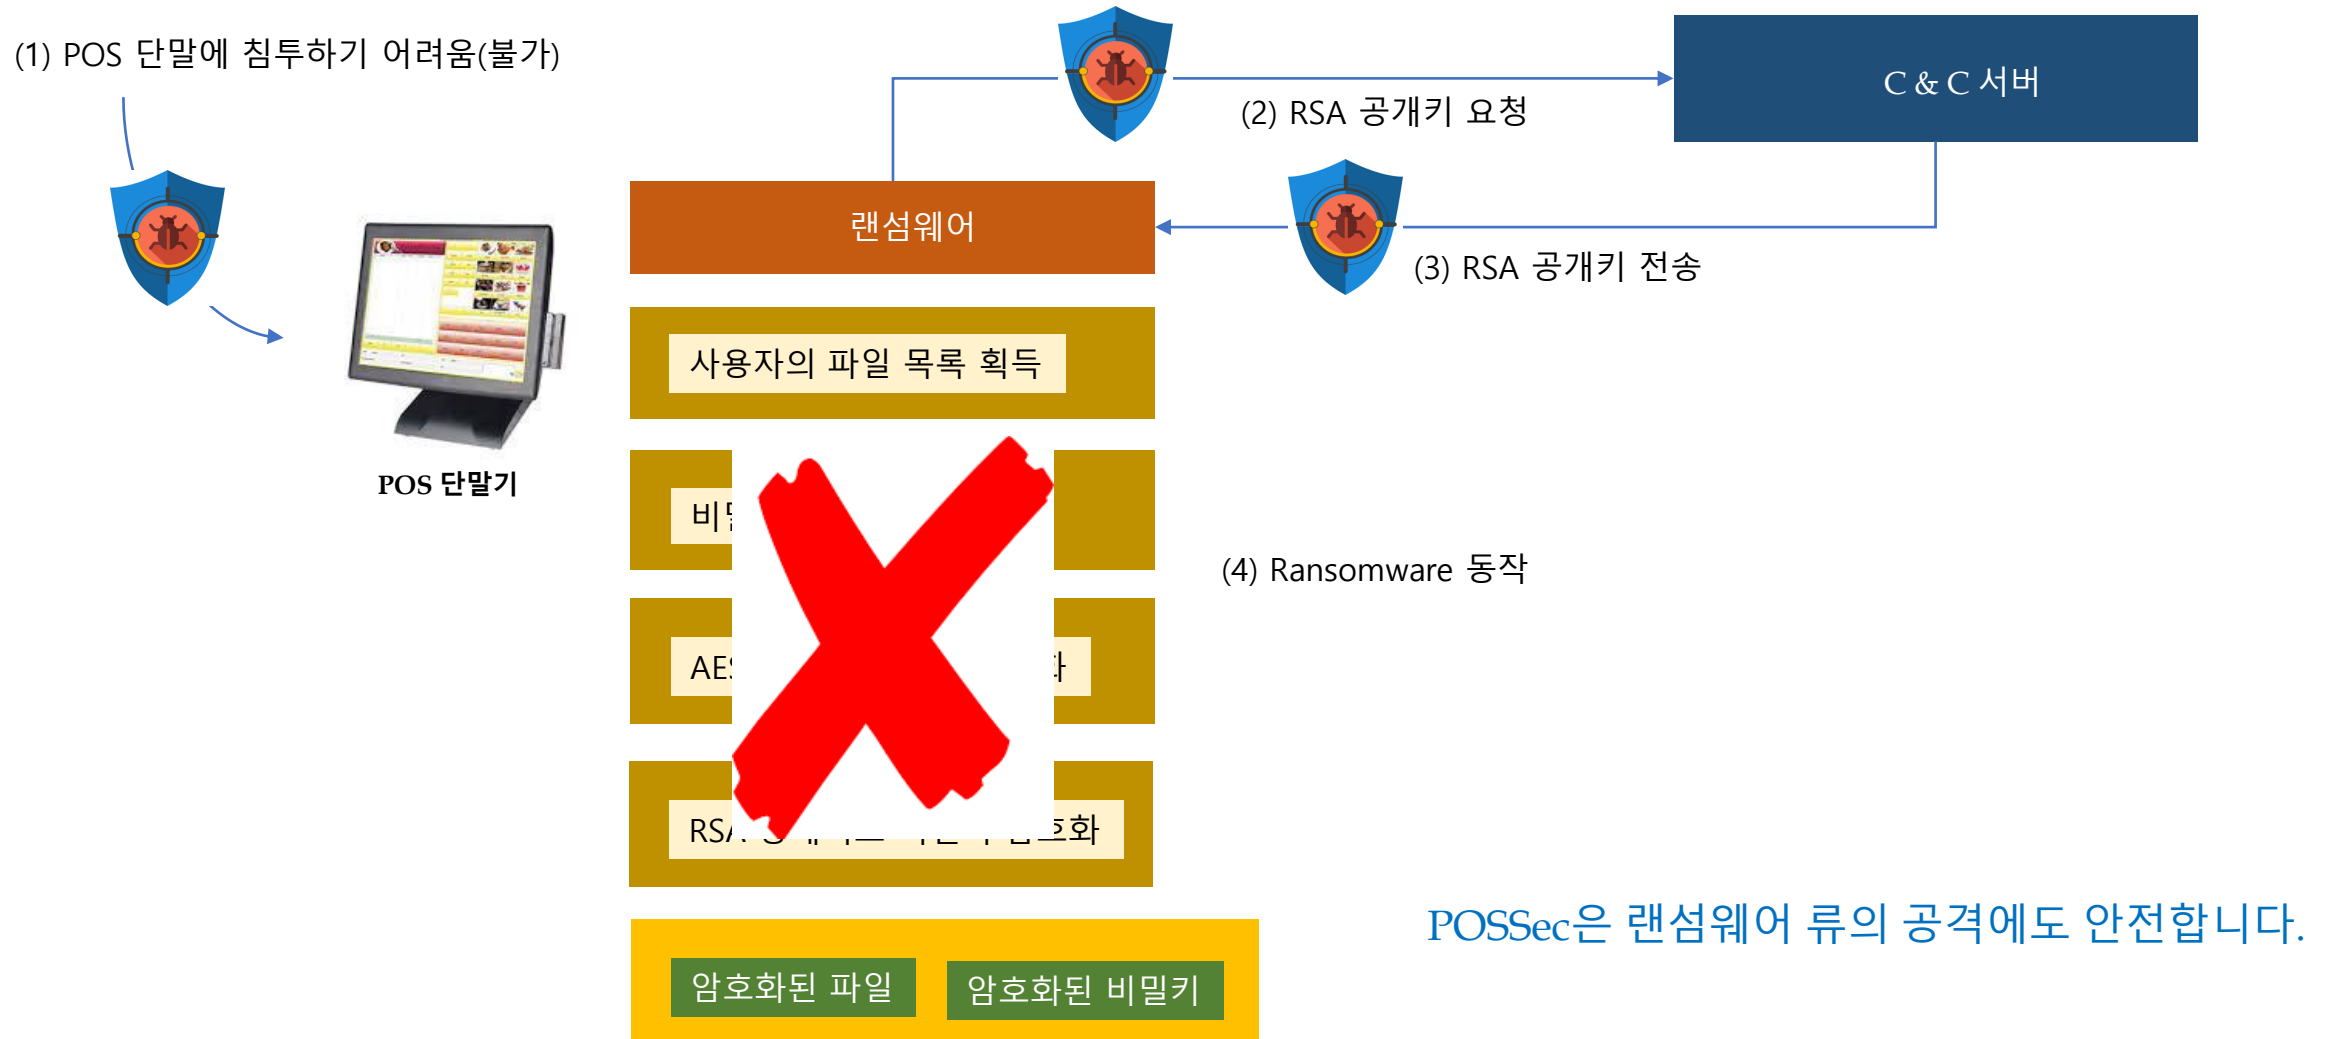 (1) POS 단말에 침투하기 어려움(불가)
C & C 서버
(2) RSA 공개키 요청
랜섬웨어
(3) RSA 공개키 전송
사용자의 파일 목록 획득
POS 단말기
(4) Ransomware 동작
RSA
암호화된 파일
암호화된 비밀키
POSSec은 랜섬웨어 류의 공격에도 안전합니다.